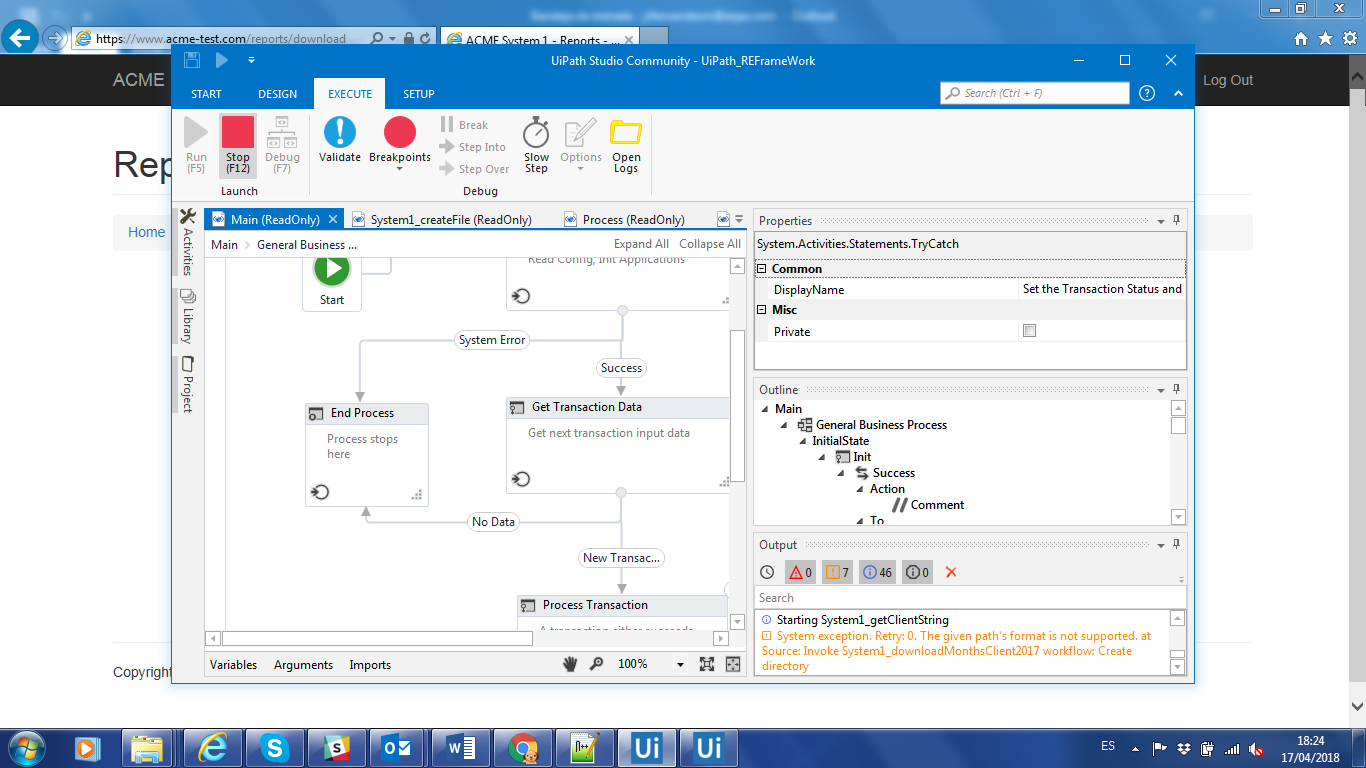 https://www.acme-test.com/reports/download
ACME System 1 - Reports - ...
ACME
Log Out
Rep
Home
Copyright
UiPath Studio Community - UiPath_REFrameWork
START DESIGN EXECUTE SETUP
Search (Ctrl + F)
Run
(F5)
Stop
(F12)
Debug
(F7)
Launch
Validate
Breakpoints
Break
Step Into
Step Over
Slow
Step
Options
Open
Logs
Debug
Activities
Library
Project
Main (ReadOnly) System1_createFile (ReadOnly) Process (ReadOnly)
Main General Business ... Expand All Collapse All
Start
Read Config, Init Applications
System Error
Success
End Process
Process stops
here
Get Transaction Data
Get next transaction input data
No Data
New Transac...
Process Transaction
A transaction either succeeds
Variables Arguments Imports 100%
Properties
System.Activities.Statements.TryCatch
Common
DisplayName Set the Transaction Status and
Misc
Private
Outline
Main
General Business Process
InitialState
Init
Success
Action
Comment
To
Output
0 7 46 0
Search
Starting System1_getClientString
System exception. Retry: 0. The given path's format is not supported. at
Source: Invoke System1_downloadMonthsClient2017 workflow: Create
directory
ES
18:24
17/04/2018